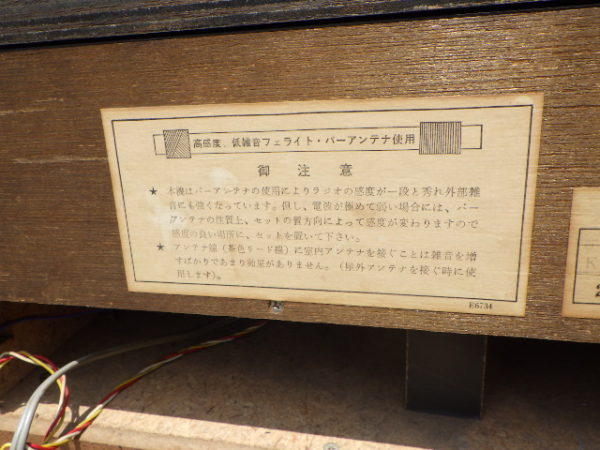 高感度、低雑音フェライト・バーアンテナ使用
御注意
★ 本機はバーアンテナの使用によりラジオの感度が一段と秀れ外部雑
音にも強くなっています。但し、電波が極めて弱い場合には、バー
アンテナの性質上、セットの置方向によって感度が変わりますので
感度の良い場所に、セットを置いて下さい。
★ アンテナ線(茶色リード線)に室内アンテナを接ぐことは雑音を増
すばかりであまり効果がありません。(屋外アンテナを接ぐ時に使
用します)。
E6734
K
2